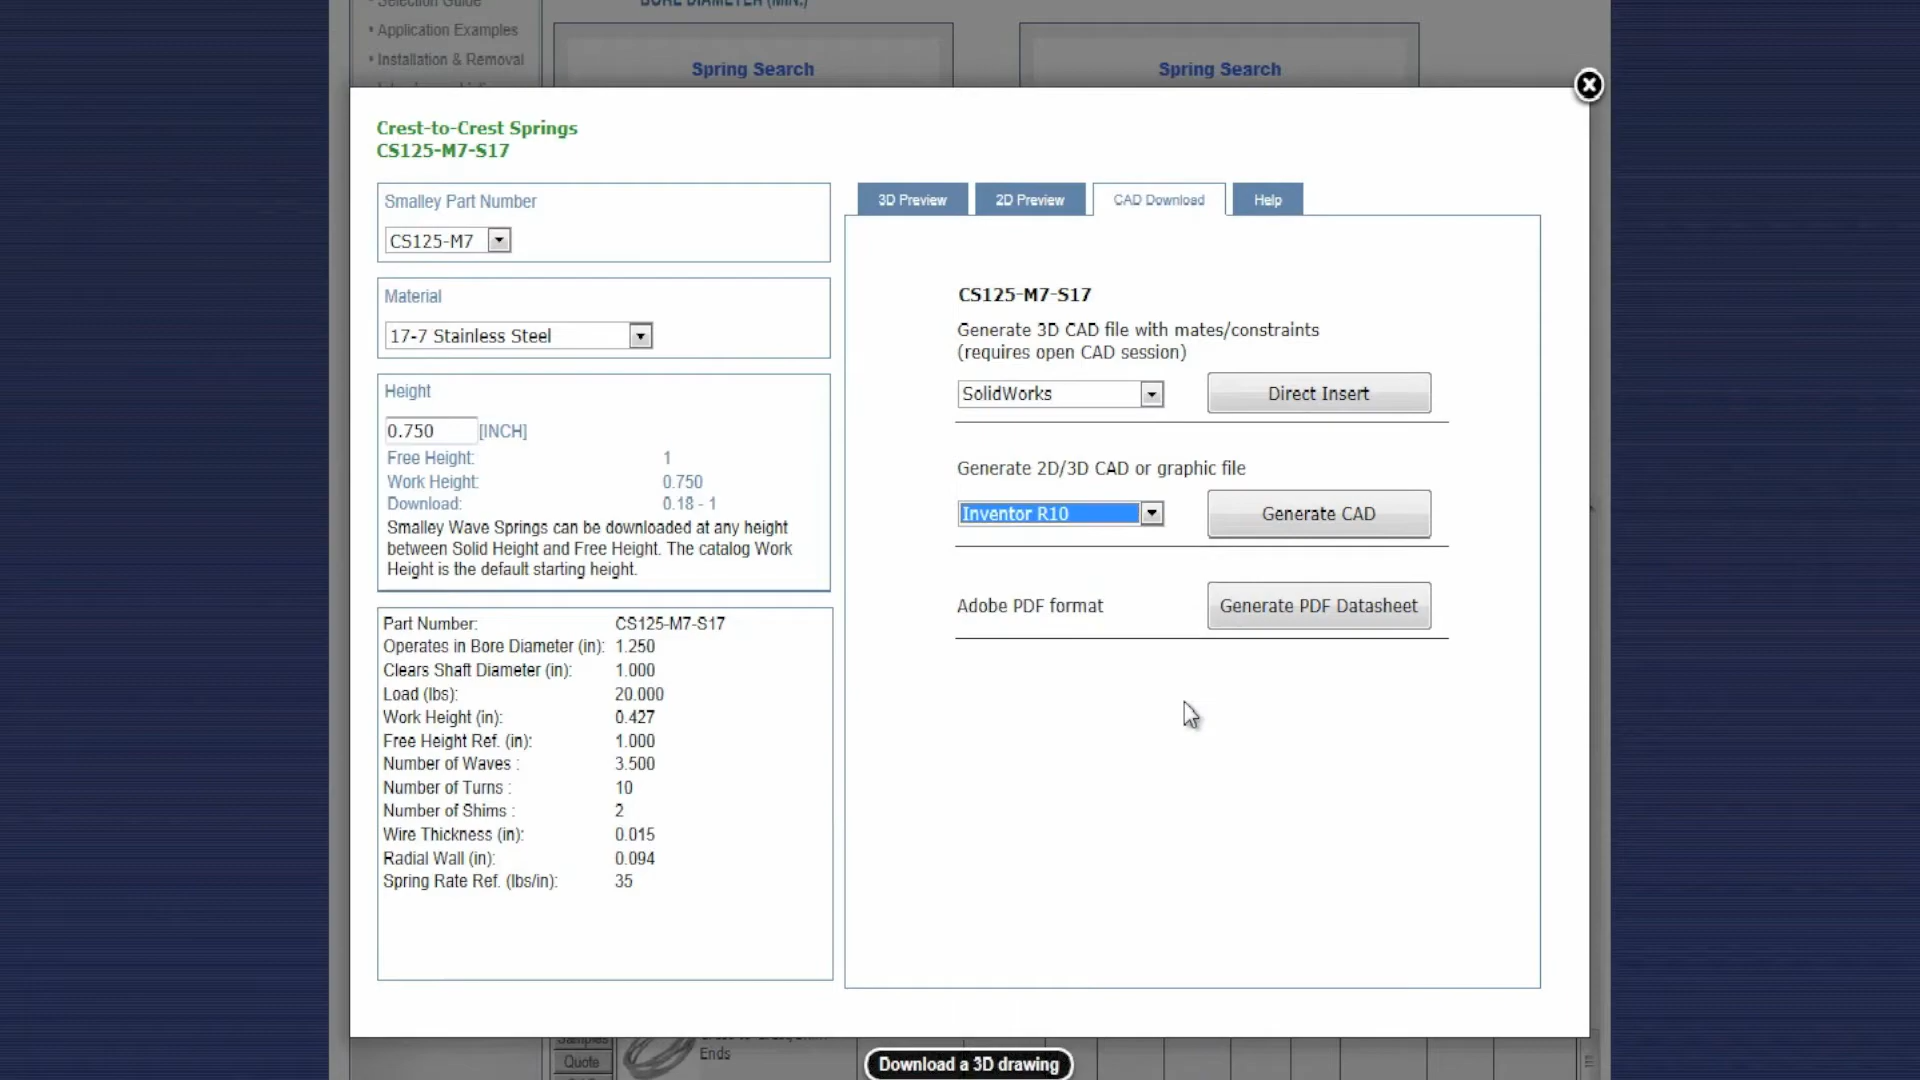 Selection Guide
BORE DIAMETER (MIN.)
• Application Examples
• Installation & Removal
Spring Search
Spring Search
Crest-to-Crest Springs
CS125-M7-S17
Smalley Part Number
CS125-M7
Material
17-7 Stainless Steel
Height
0.750 [INCH]
Free Height: 1
Work Height: 0.750
Download: 0.18 - 1
Smalley Wave Springs can be downloaded at any height
between Solid Height and Free Height. The catalog Work
Height is the default starting height.
Part Number: CS125-M7-S17
Operates in Bore Diameter (in): 1.250
Clears Shaft Diameter (in): 1.000
Load (lbs): 20.000
Work Height (in): 0.427
Free Height Ref. (in): 1.000
Number of Waves : 3.500
Number of Turns : 10
Number of Shims : 2
Wire Thickness (in): 0.015
Radial Wall (in): 0.094
Spring Rate Ref. (lbs/in): 35
3D Preview
2D Preview
CAD Download
Help
CS125-M7-S17
Generate 3D CAD file with mates/constraints
(requires open CAD session)
SolidWorks
Direct Insert
Generate 2D/3D CAD or graphic file
Inventor R10
Generate CAD
Adobe PDF format
Generate PDF Datasheet
Samples
Quote
Ends
Download a 3D drawing